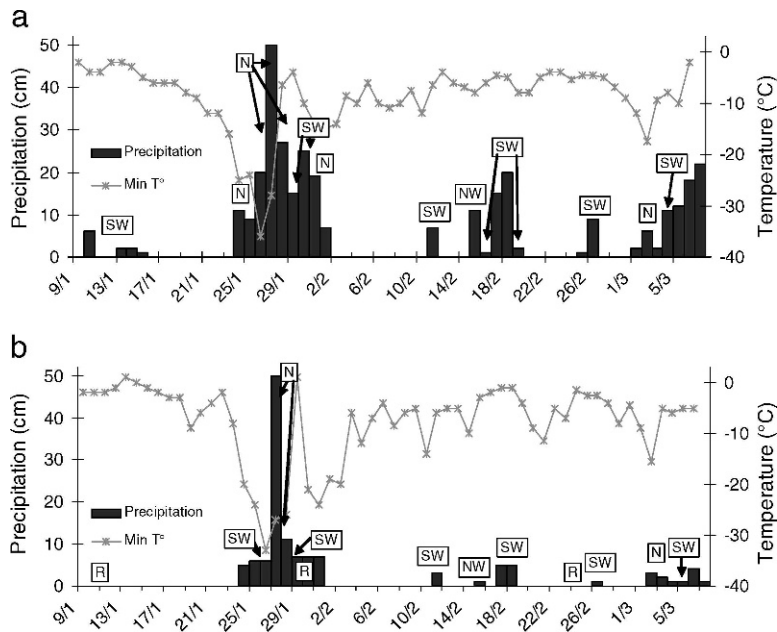 a
Precipitation (cm)
50
40
30
20
10
0
Temperature (°C)
0
-10
-20
-30
-40
Precipitation
Min T°
SW
N
N
SW
N
SW
NW
SW
SW
N
SW
9/1
13/1
17/1
21/1
25/1
29/1
2/2
6/2
10/2
14/2
18/2
22/2
26/2
1/3
5/3
b
Precipitation (cm)
50
40
30
20
10
0
Temperature (°C)
0
-10
-20
-30
-40
Precipitation
Min T°
R
SW
N
SW
R
SW
NW
R
SW
N
SW
9/1
13/1
17/1
21/1
25/1
29/1
2/2
6/2
10/2
14/2
18/2
22/2
26/2
1/3
5/3